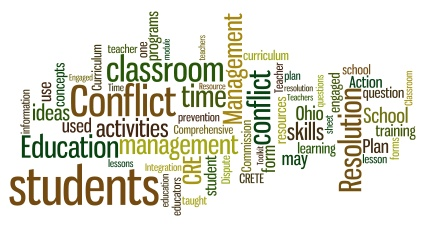 information
use
ideas
concepts
Engaged
used
Curriculum
teacher
Time
one
programs
module
classroom
Conflict
activities
Education
lessons
students
teachers
Resource
time
prevention
Comprehensive
management
Integration
education
educators
CRE
taught
student
Dispute
Management
curriculum
conflict
Commission
CRETE
Toolkit
form
resources
Teacher
plan
resolution
Teachers
Ohio
skills
may
learning
questions
sheet
engaged
school
Action
question
Resolution
School
training
Plan
lesson
forms
Classroom